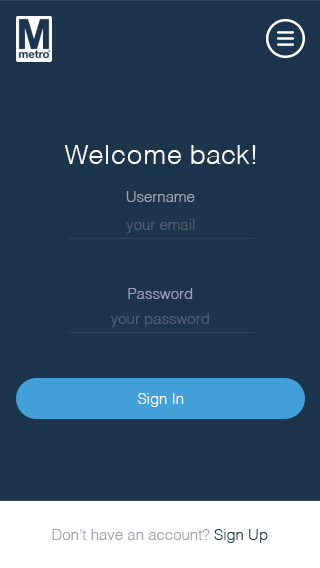 M
metro
Welcome back!
Username
your email
Password
your password
Sign In
Don't have an account? Sign Up